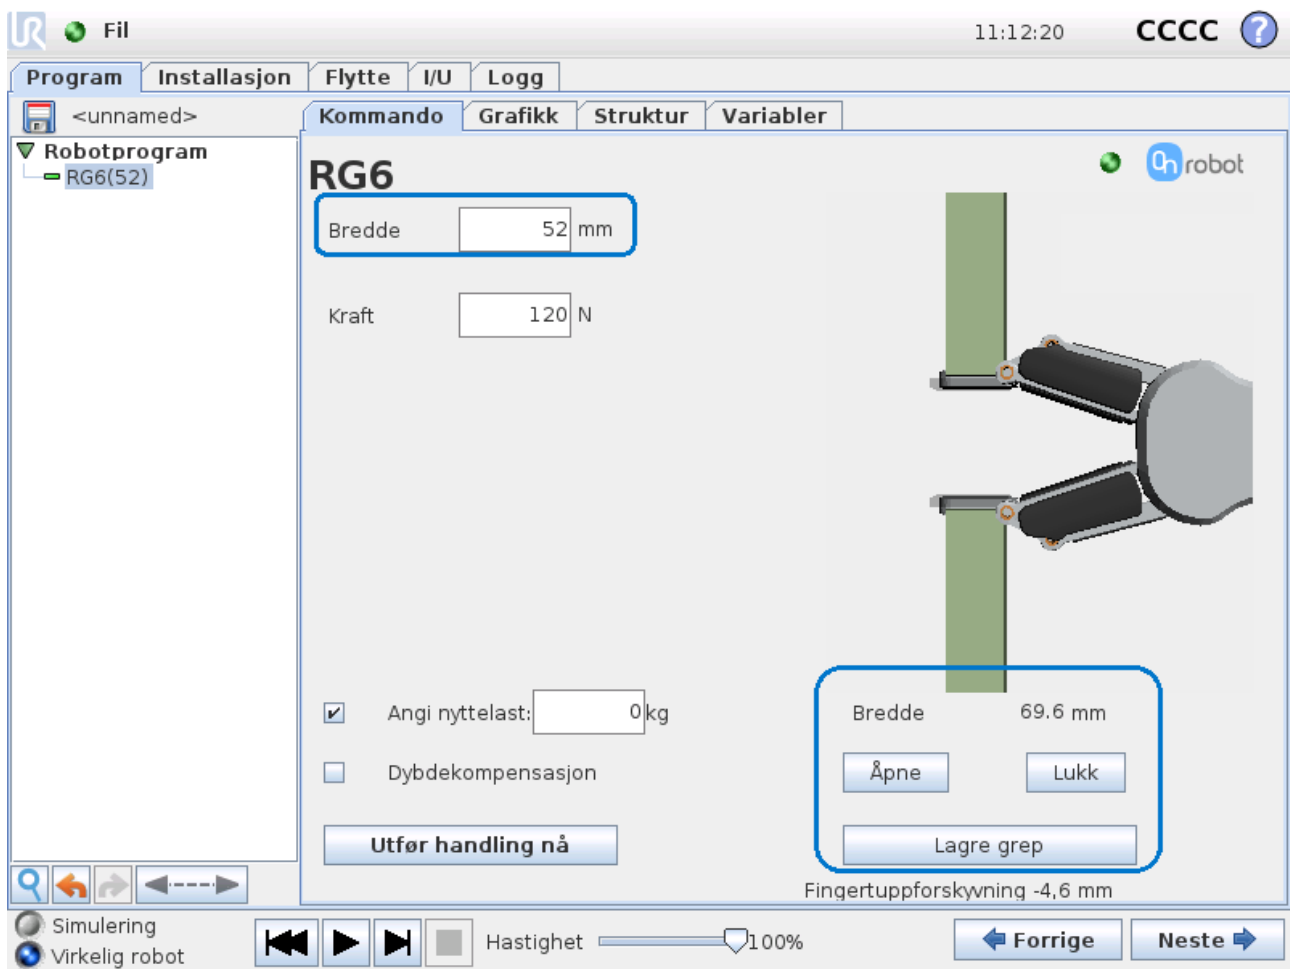 Fil
11:12:20
CCCC
?
Program
Installasjon
Flytte
I/U
Logg
<unnamed>
Kommando
Grafikk
Struktur
Variabler
Robotprogram
RG6(52)
RG6
On robot
Bredde 52 mm
Kraft 120 N
Angi nyttelast: 0 kg
Dybdekompensasjon
Utfør handling nå
Bredde 69.6 mm
Åpne
Lukk
Lagre grep
Fingertuppforskyvning -4,6 mm
Simulering
Virkelig robot
Hastighet 100%
Forrige
Neste